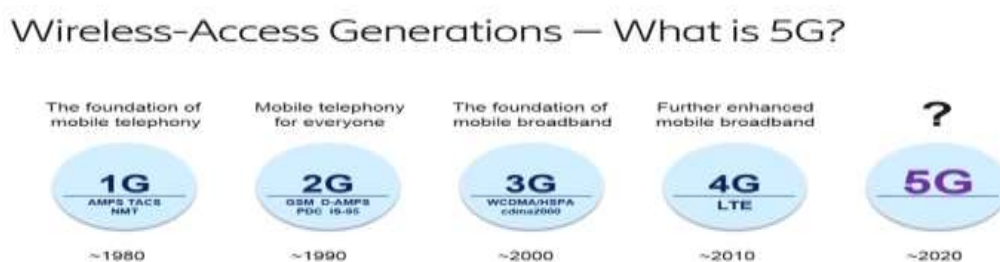 Wireless-Access Generations — What is 5G?
The foundation of
mobile telephony
Mobile telephony
for everyone
The foundation of
mobile broadband
Further enhanced
mobile broadband
?
1G
AMPS TACS
NMT
2G
GSM D-AMPS
PDC IS-95
3G
WCDMA/HSPA
cdma2000
4G
LTE
5G
~1980
~1990
~2000
~2010
~2020